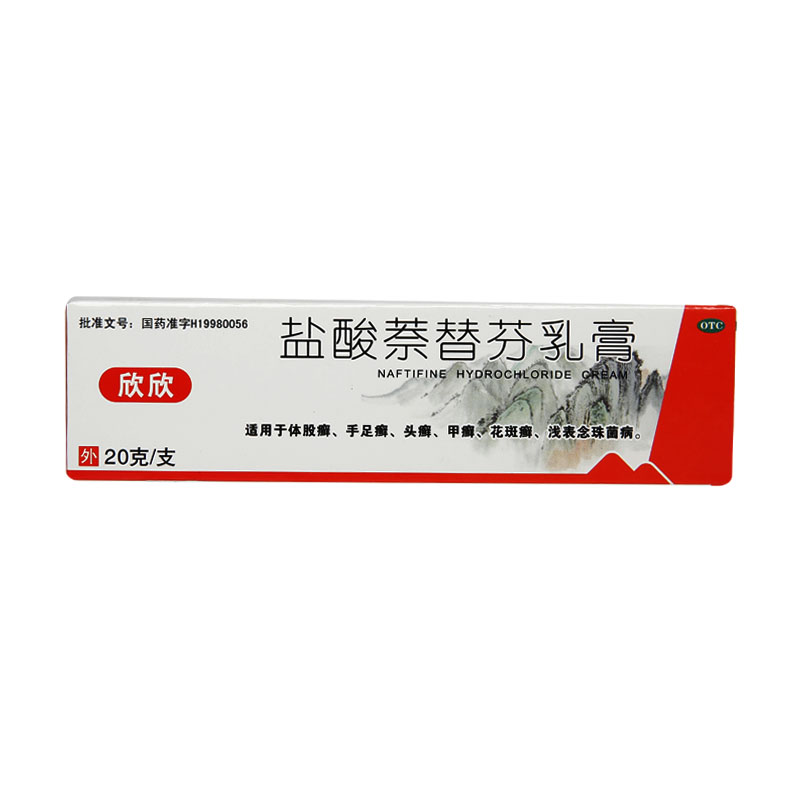 批准文号：国药准字H19980056
盐酸萘替芬乳膏
NAFTIFINE HYDROCHLORIDE CREAM
OTC
欣欣
适用于体股癣、手足癣、头癣、甲癣、花斑癣、浅表念珠菌病。
外 20克/支